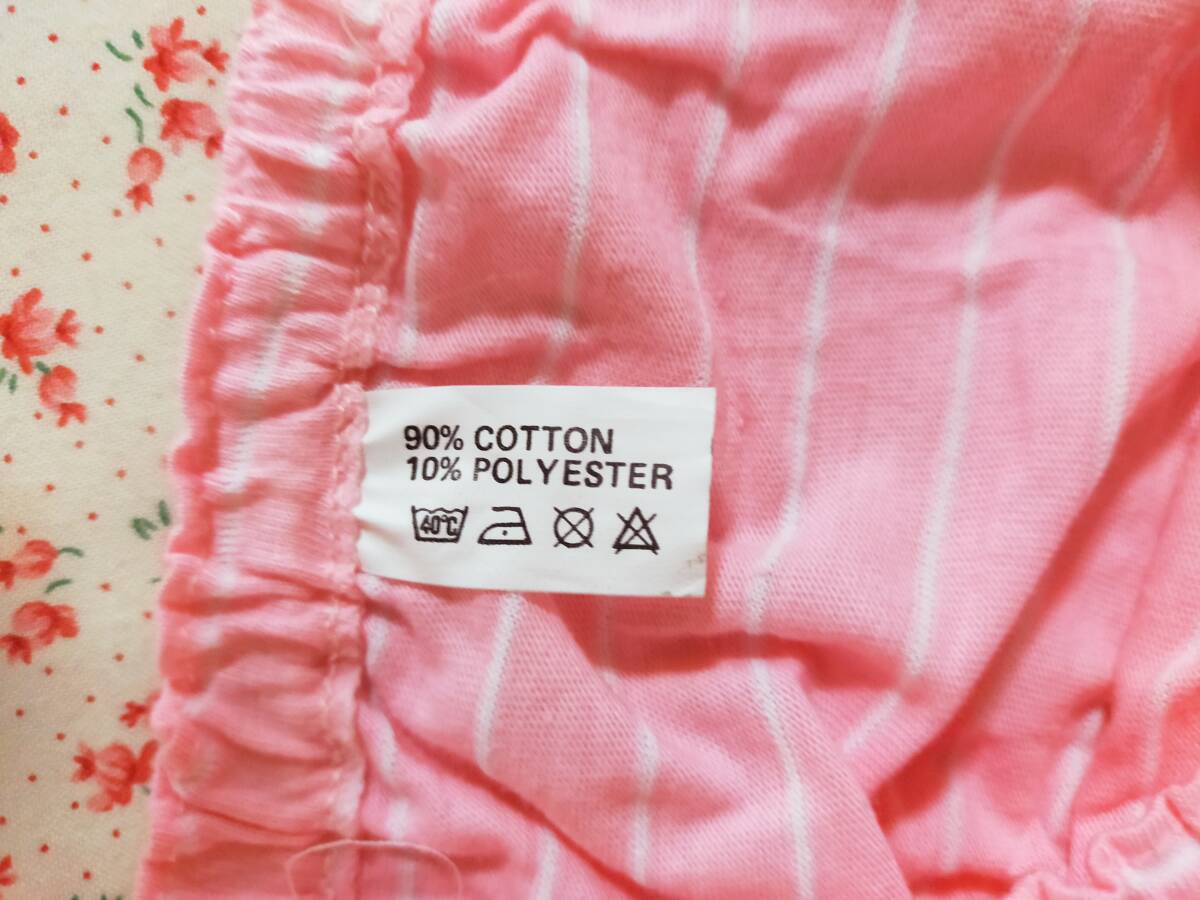 90% COTTON
10% POLYESTER
40°C